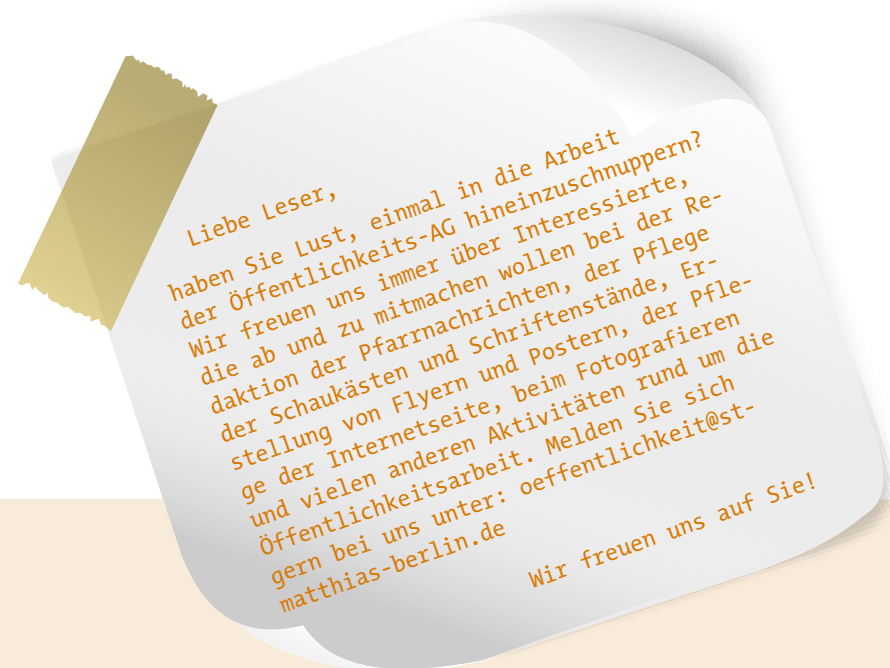 Liebe Leser,
haben Sie Lust, einmal in die Arbeit
der Öffentlichkeits-AG hineinzuschnuppern?
Wir freuen uns immer über Interessierte,
die ab und zu mitmachen wollen bei der Re-
daktion der Pfarrnachrichten, der Pflege
der Schaukästen und Schriftenstände, Er-
stellung von Flyern und Postern, der Pfle-
ge der Internetseite, beim Fotografieren
und vielen anderen Aktivitäten rund um die
Öffentlichkeitsarbeit. Melden Sie sich
gern bei uns unter: oeffentlichkeit@st-
matthias-berlin.de
Wir freuen uns auf Sie!